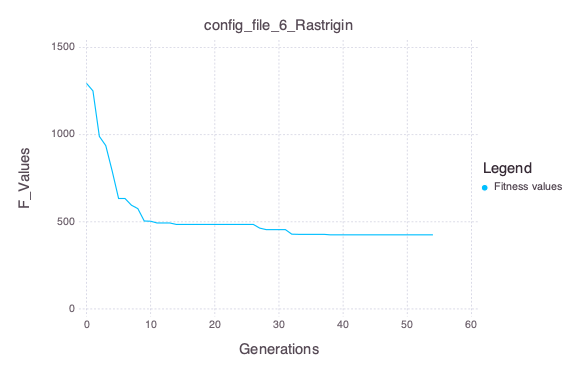 config_file_6_Rastrigin
1500
1000
500
0
F_Values
0 10 20 30 40 50 60
Generations
Legend
Fitness values